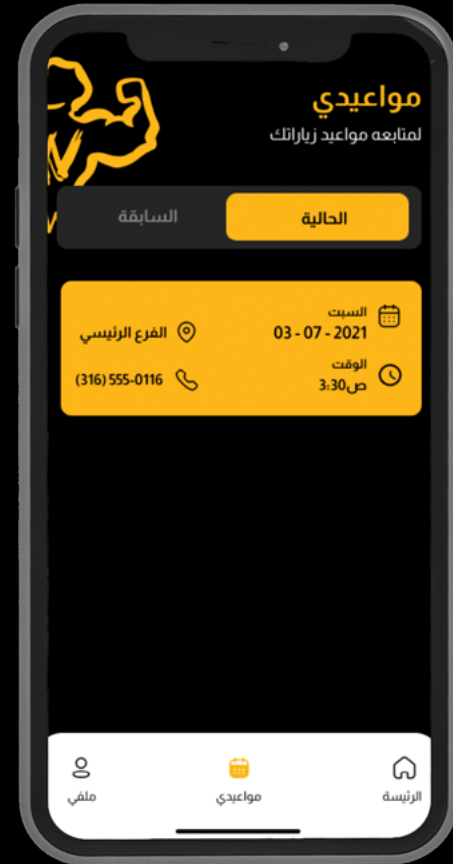 مواعيدي
لمتابعه مواعيد زياراتك
الحالية
السابقة
السبت
03 - 07 - 2021
الفرع الرئيسي
الوقت
3:30ص
(316) 555-0116
الرئيسة
مواعيدي
ملفي